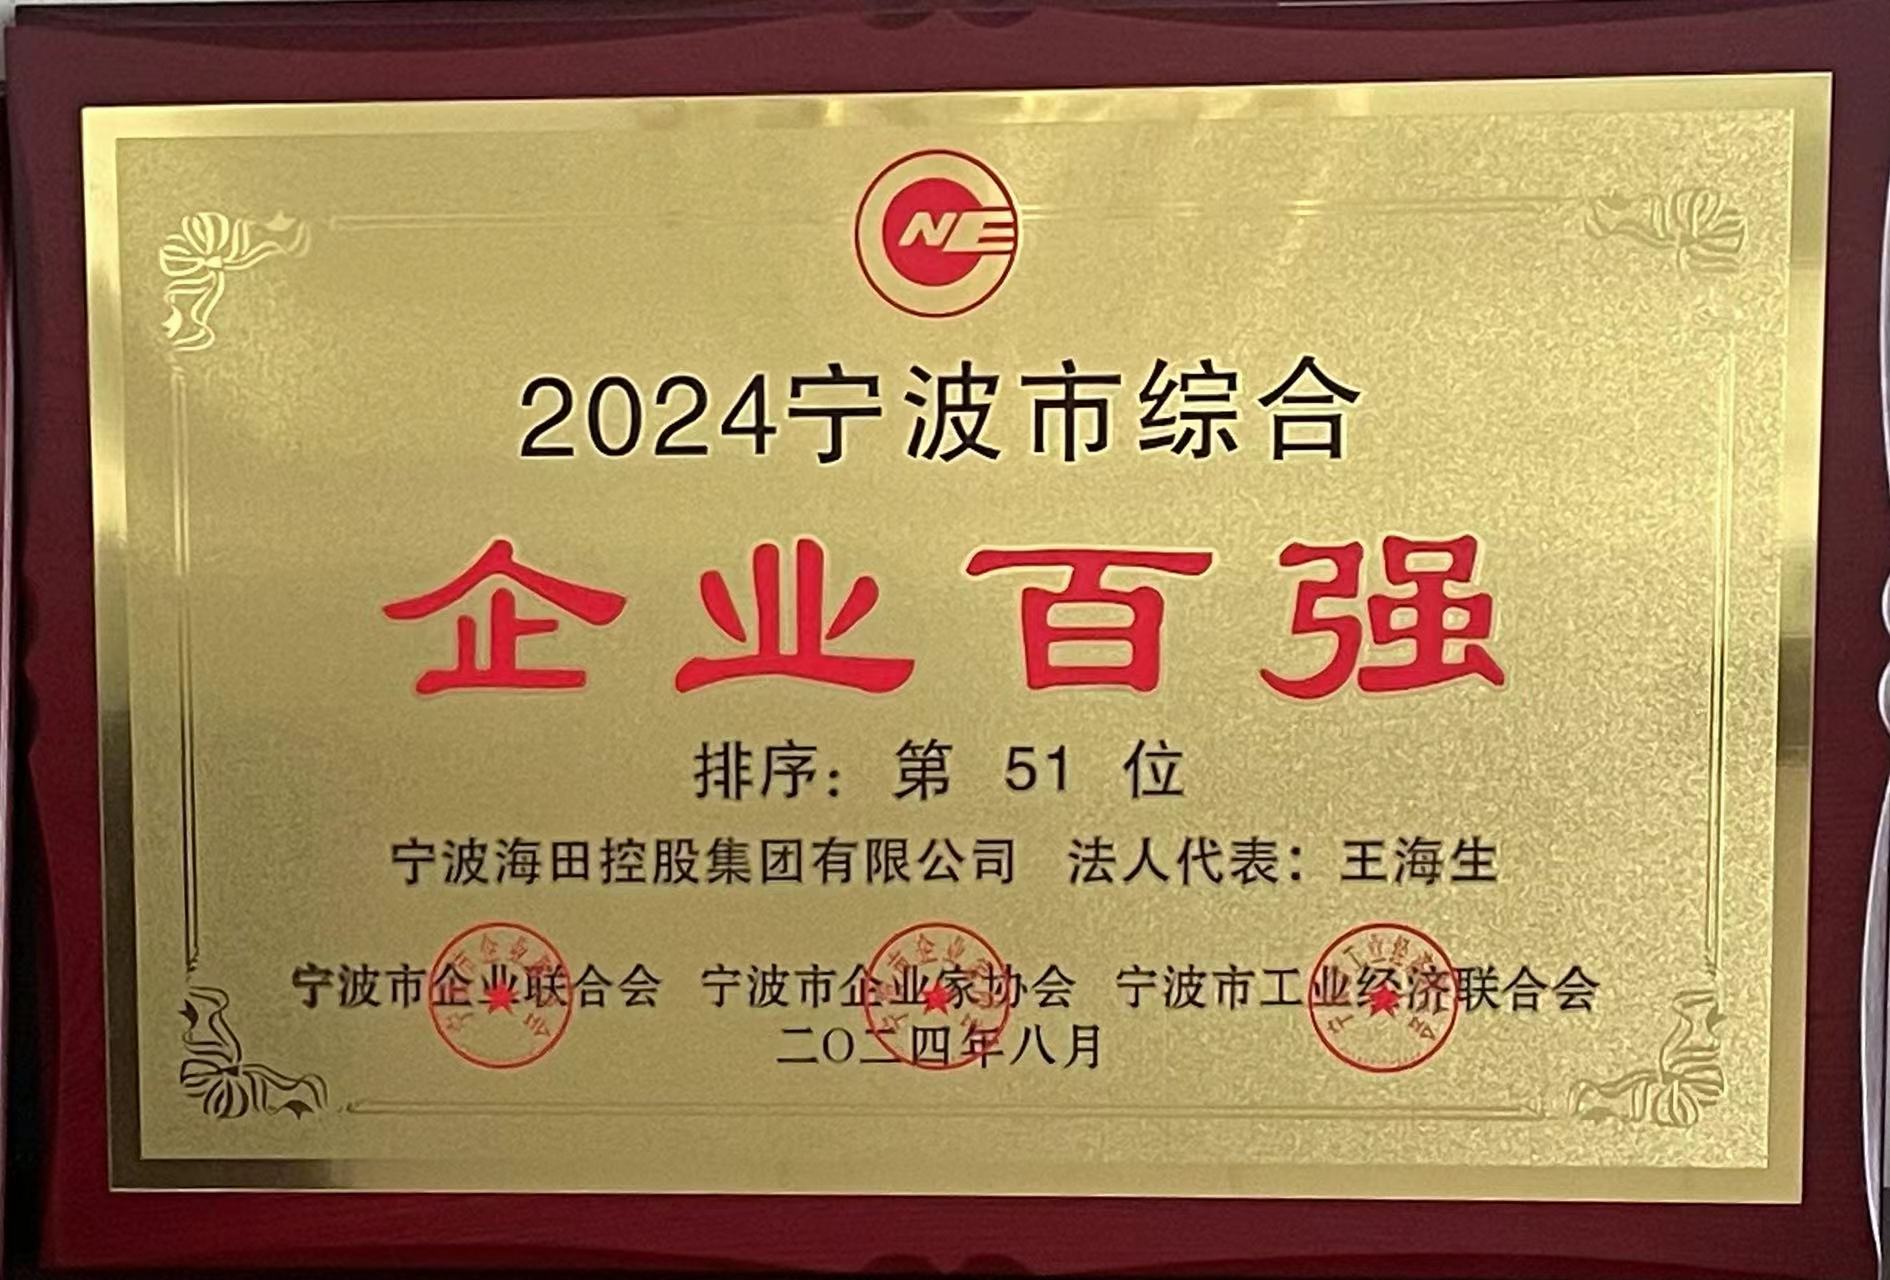 NE
2024宁波市综合
企业百强
排序：第 51 位
宁波海田控股集团有限公司 法人代表：王海生
宁波市企业联合会 宁波市企业家协会 宁波市工业经济联合会
二〇二四年八月